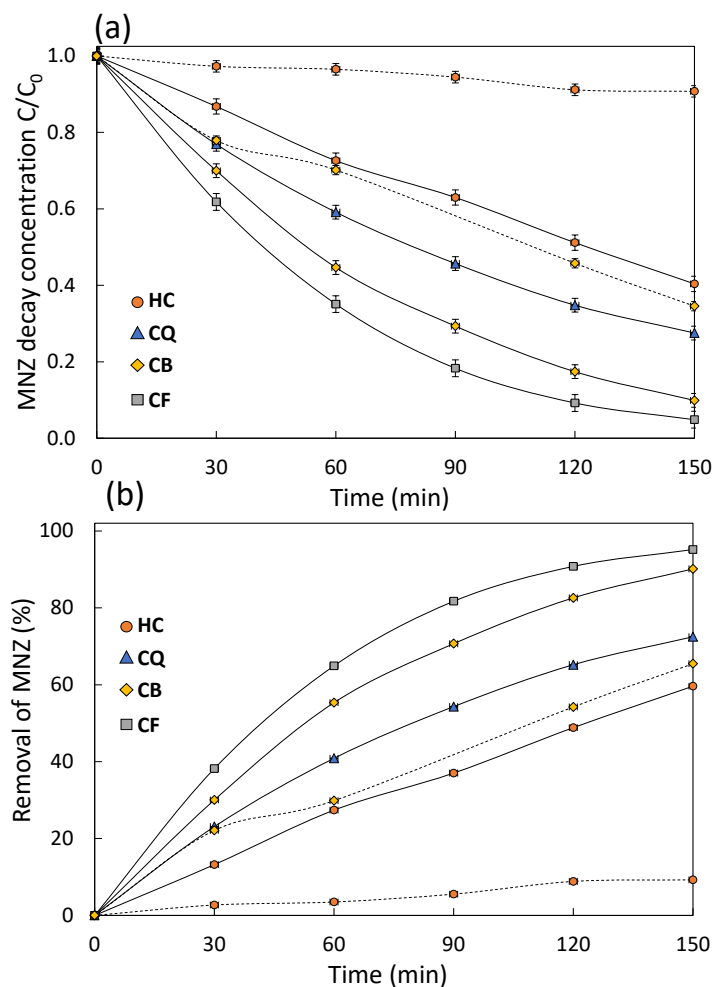 (a)
MNZ decay concentration C/C₀
1.0
0.8
0.6
0.4
0.2
0.0
HC
CQ
CB
CF
0 30 60 90 120 150
Time (min)
(b)
Removal of MNZ (%)
100
80
60
40
20
0
HC
CQ
CB
CF
0 30 60 90 120 150
Time (min)